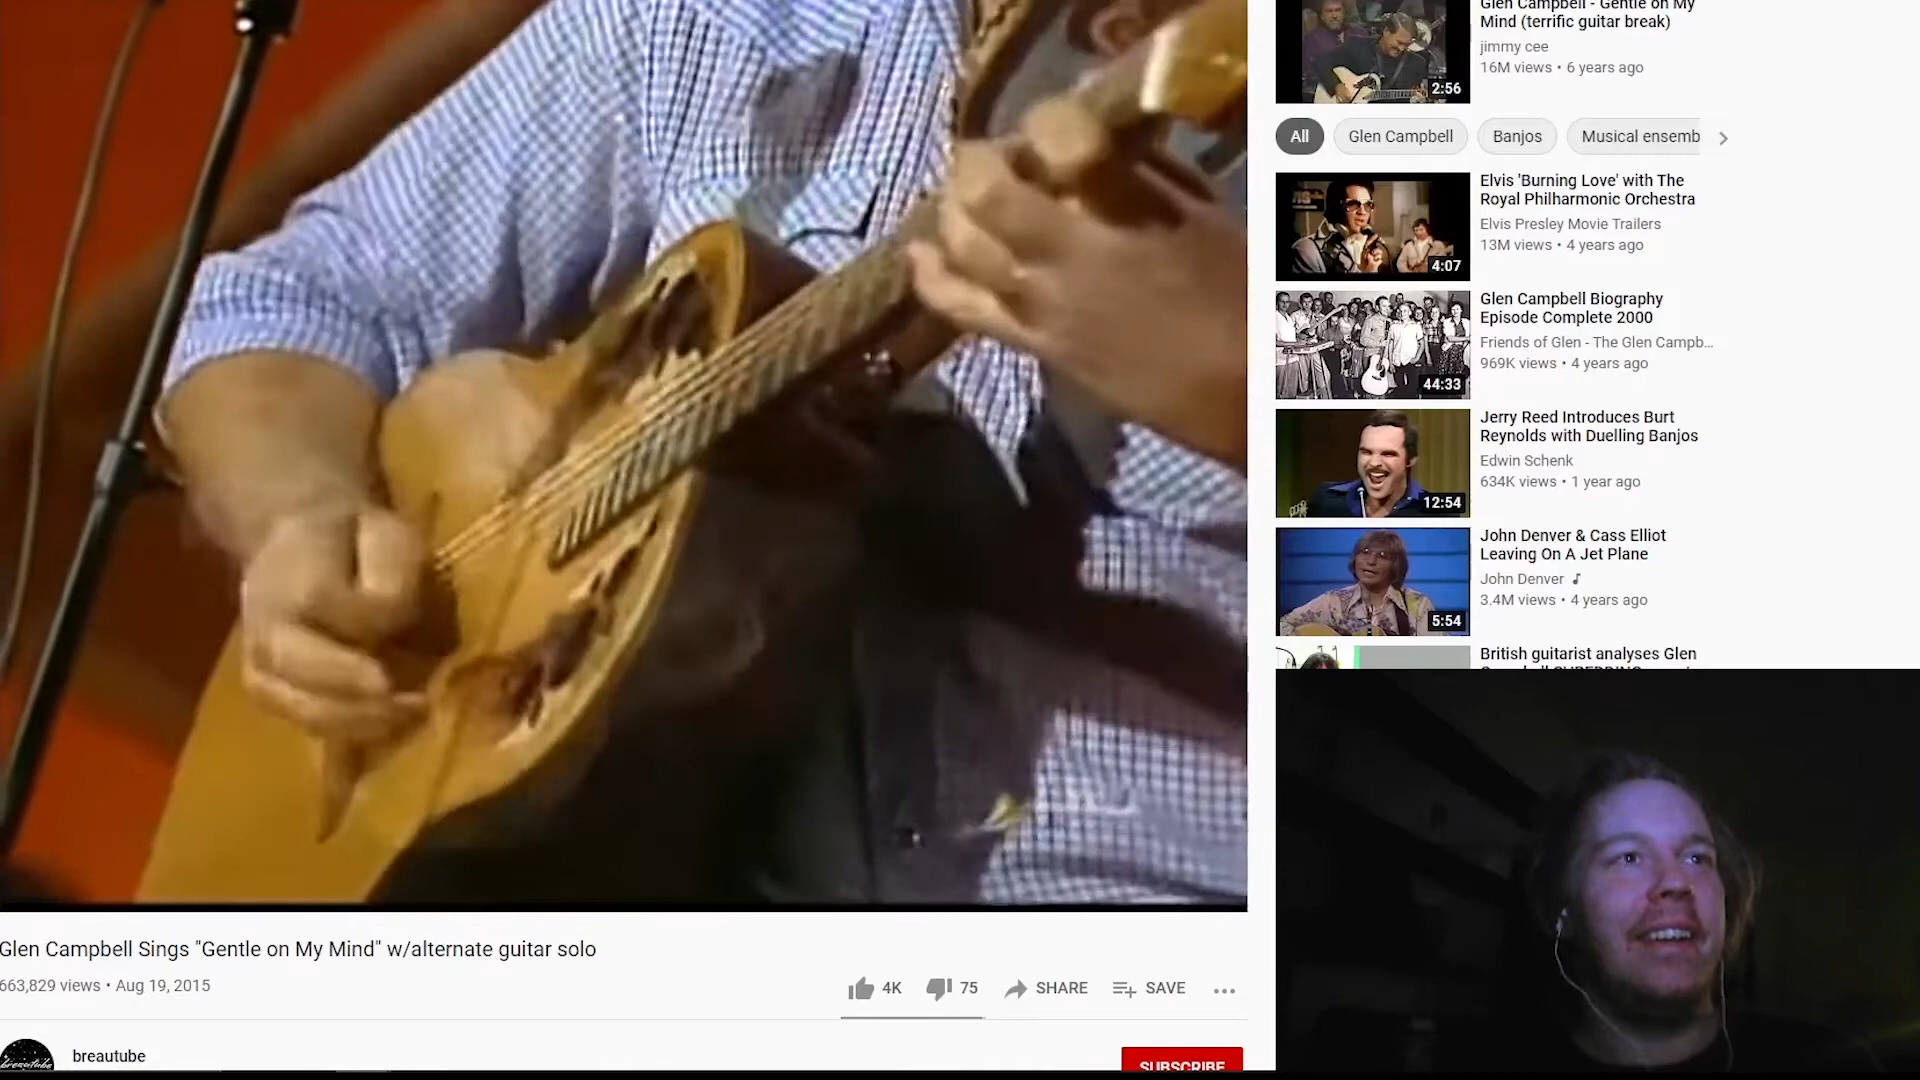 Glen Campbell - Gentle on My
Mind (terrific guitar break)
jimmy cee
16M views • 6 years ago
2:56
All
Glen Campbell
Banjos
Musical ensemb
Elvis 'Burning Love' with The
Royal Philharmonic Orchestra
Elvis Presley Movie Trailers
13M views • 4 years ago
4:07
Glen Campbell Biography
Episode Complete 2000
Friends of Glen - The Glen Campb...
969K views • 4 years ago
44:33
Jerry Reed Introduces Burt
Reynolds with Duelling Banjos
Edwin Schenk
634K views • 1 year ago
12:54
John Denver & Cass Elliot
Leaving On A Jet Plane
John Denver
3.4M views • 4 years ago
5:54
British guitarist analyses Glen
Glen Campbell Sings "Gentle on My Mind" w/alternate guitar solo
663,829 views • Aug 19, 2015
4K
75
SHARE
SAVE
breautube
breautube
SUBSCRIBE